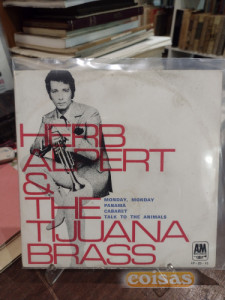 HERB
ALPERT
&
THE
TIJUANA
BRASS
MONDAY, MONDAY
PANAMA
CABARET
TALK TO THE ANIMALS
A&M
coisas